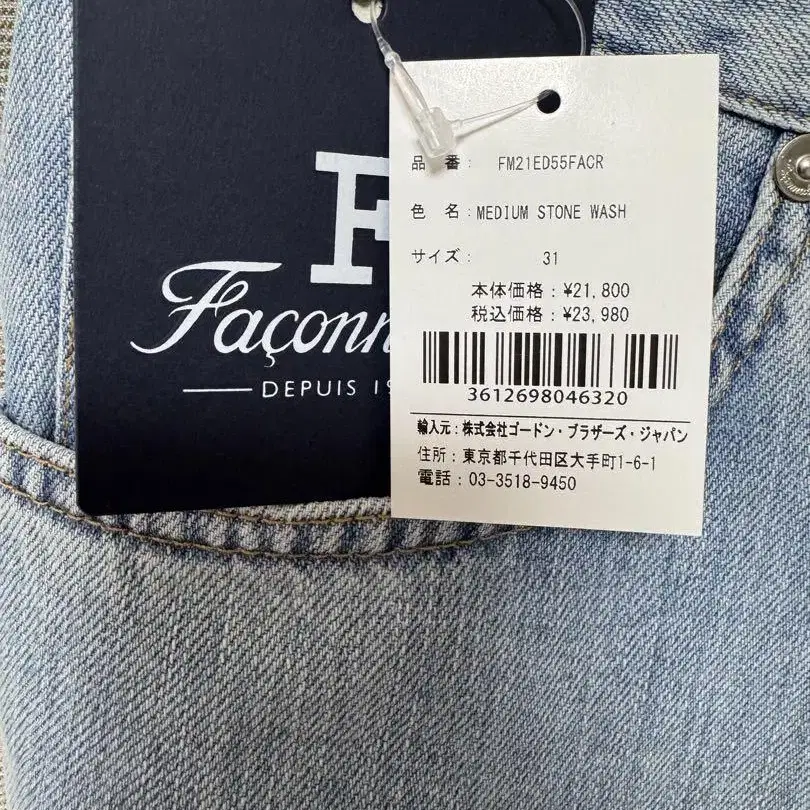 F
Façonn
DEPUIS 1
品 番： FM21ED55FACR
色 名：MEDIUM STONE WASH
サイズ： 31
本体価格：¥21,800
税込価格：¥23,980
3612698046320
輸入元：株式会社ゴードン・ブラザーズ・ジャパン
住所：東京都千代田区大手町1-6-1
電話：03-3518-9450